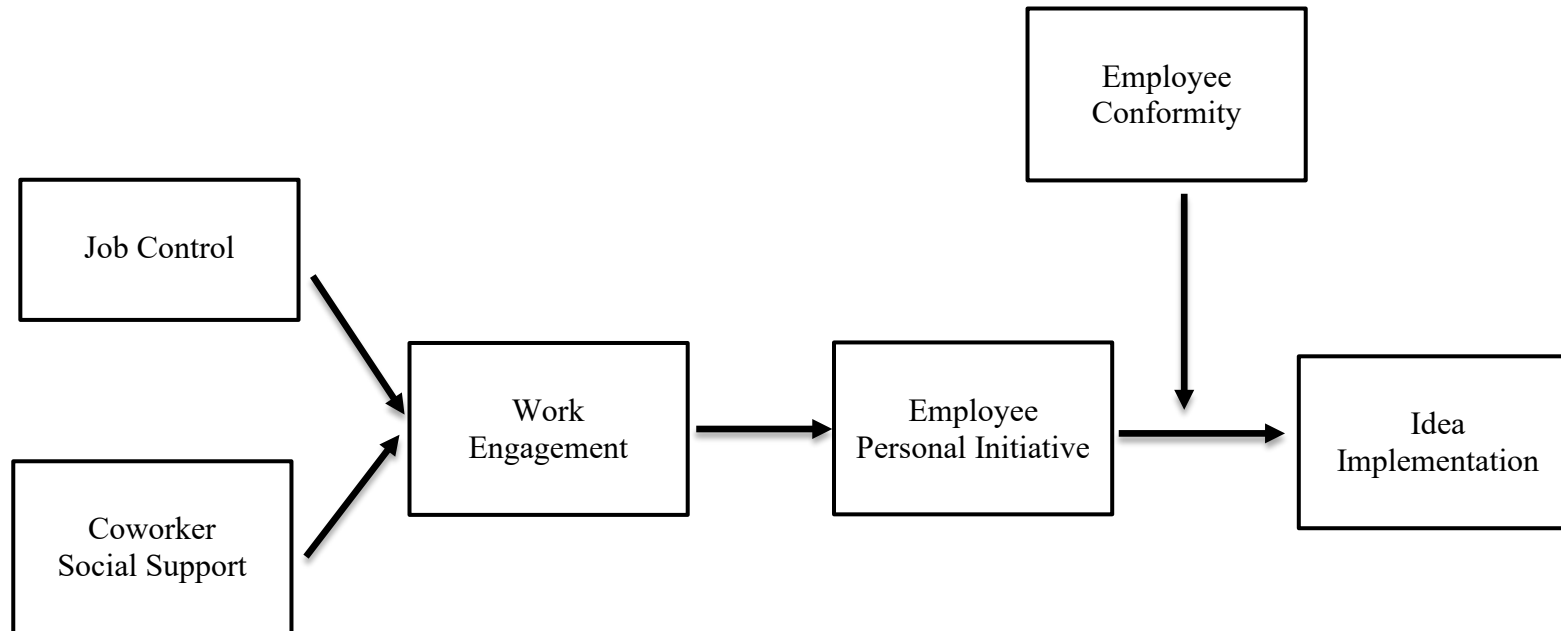 Employee
Conformity
Job Control
Work
Engagement
Employee
Personal Initiative
Idea
Implementation
Coworker
Social Support